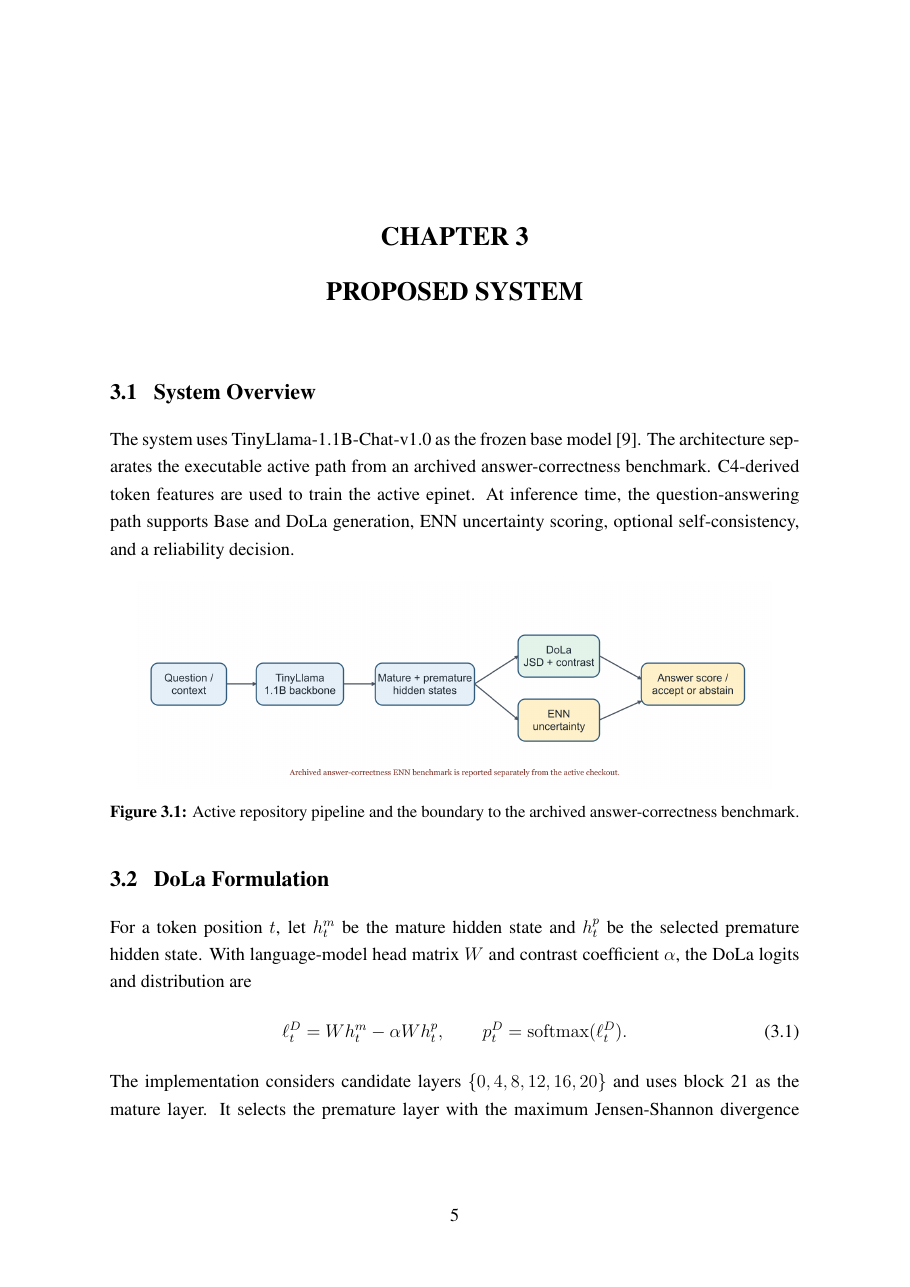 CHAPTER 3
PROPOSED SYSTEM
3.1 System Overview
The system uses TinyLlama-1.1B-Chat-v1.0 as the frozen base model [9]. The architecture sep-
arates the executable active path from an archived answer-correctness benchmark. C4-derived
token features are used to train the active epinet. At inference time, the question-answering
path supports Base and DoLa generation, ENN uncertainty scoring, optional self-consistency,
and a reliability decision.
Question /
context
TinyLlama
1.1B backbone
Mature + premature
hidden states
DoLa
JSD + contrast
ENN
uncertainty
Answer score /
accept or abstain
Archived answer-correctness ENN benchmark is reported separately from the active checkout.
Figure 3.1: Active repository pipeline and the boundary to the archived answer-correctness benchmark.
3.2 DoLa Formulation
For a token position t, let h_t^m be the mature hidden state and h_t^p be the selected premature
hidden state. With language-model head matrix W and contrast coefficient α, the DoLa logits
and distribution are
ℓ_t^D = Wh_t^m − αWh_t^p, p_t^D = softmax(ℓ_t^D). (3.1)
The implementation considers candidate layers {0, 4, 8, 12, 16, 20} and uses block 21 as the
mature layer. It selects the premature layer with the maximum Jensen-Shannon divergence
5